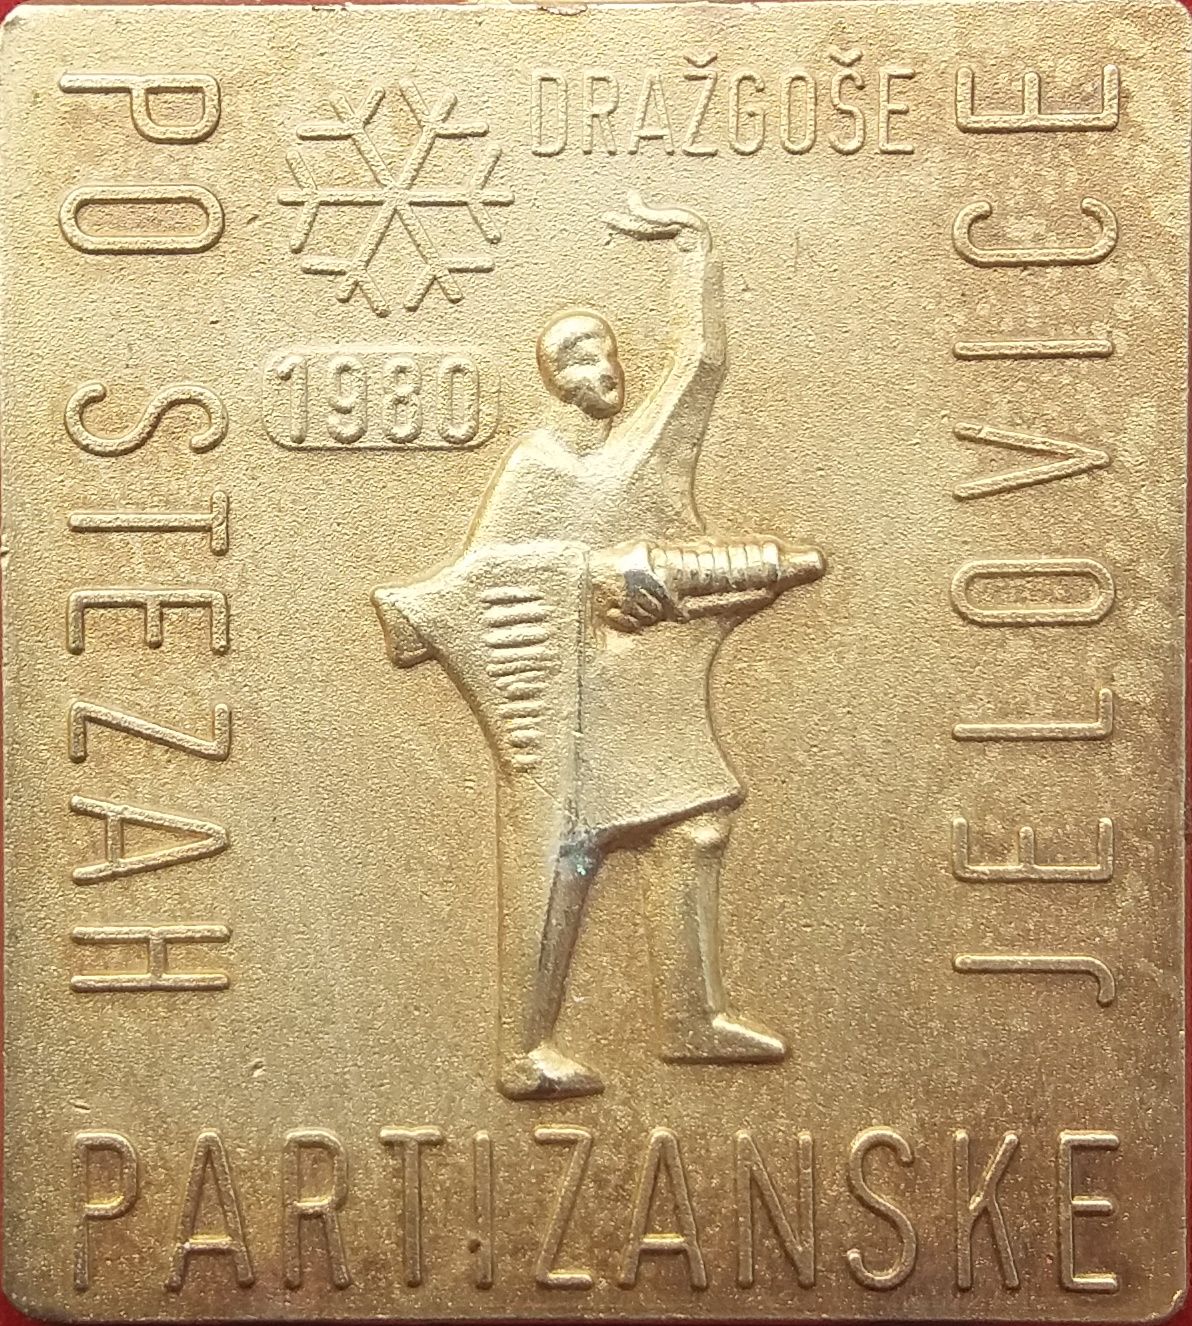 DRAŽGOŠE
1980
PO STEZAH
PARTIZANSKE
JELOVICE